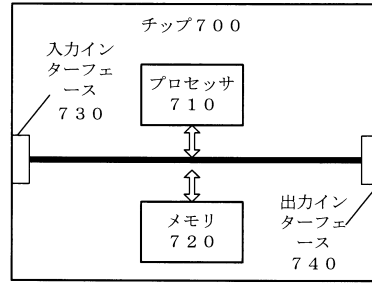 チップ７００
入力イン
ターフェ
ース
７３０
プロセッサ
７１０
メモリ
７２０
出力イン
ターフェ
ース
７４０